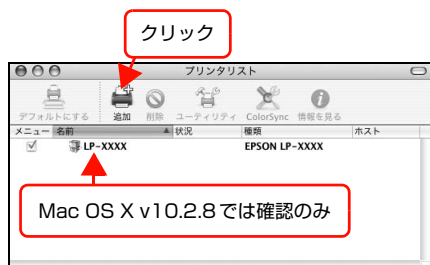 クリック
プリンタリスト
デフォルトにする 追加 削除 ユーティリティ ColorSync 情報を見る
メニュー 名前 状況 種類 ホスト
LP-XXXX EPSON LP-XXXX
Mac OS X v10.2.8では確認のみ